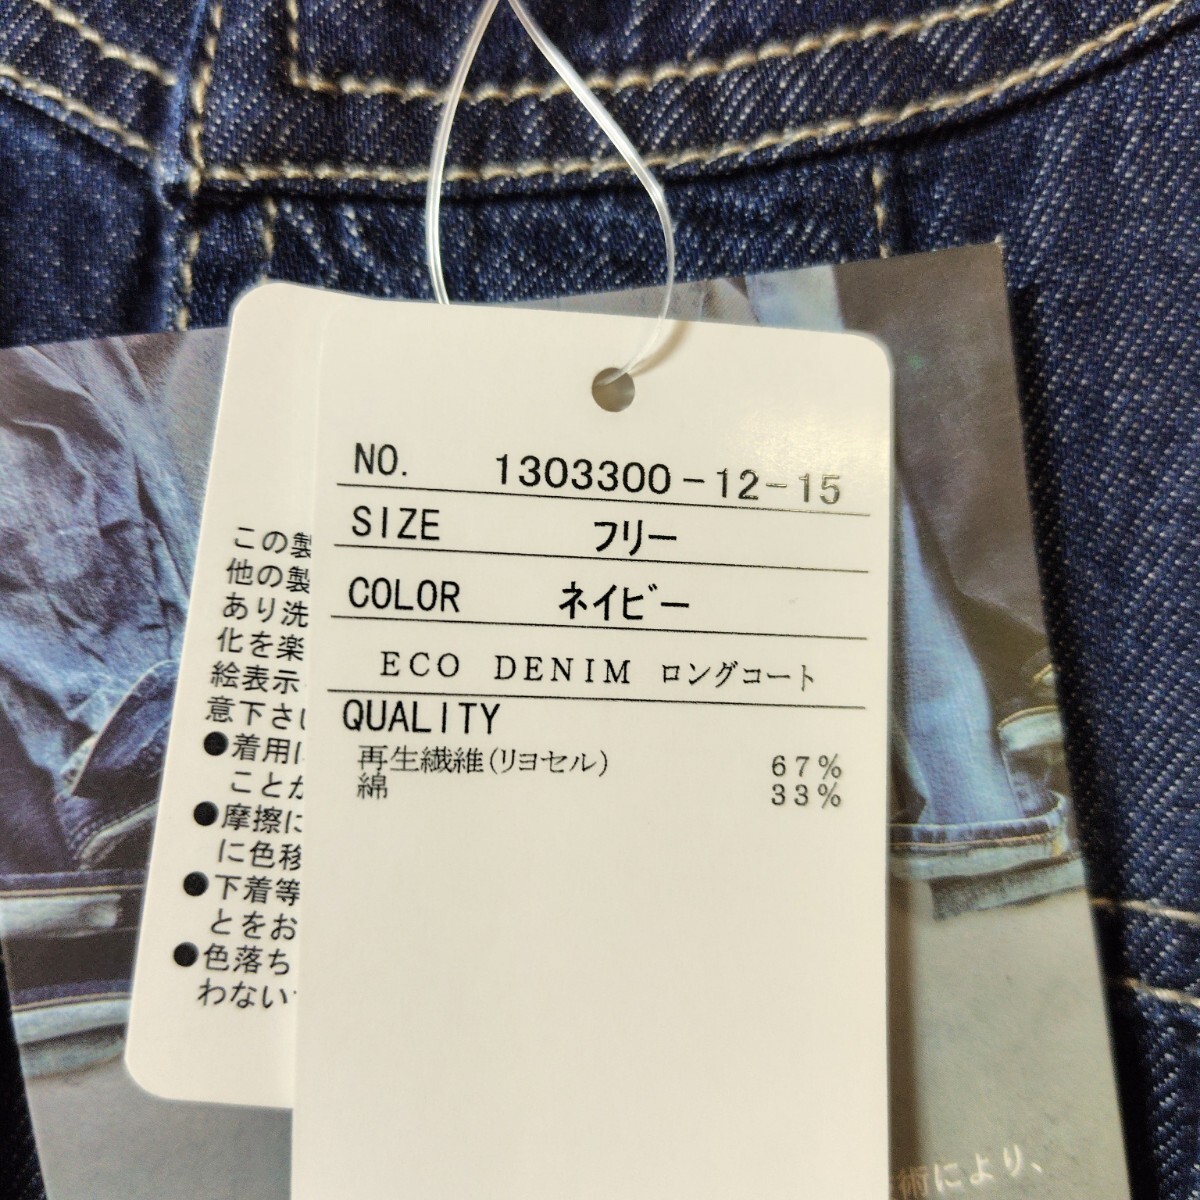 NO. 1303300-12-15
SIZE フリー
COLOR ネイビー
ECO DENIM ロングコート
QUALITY
再生繊維(リヨセル) 67%
綿 33%
この製
他の製
あり洗
化を楽
絵表示
意下さい
●着用に
ことが
●摩擦に
に色移
●下着等
とをお
●色落ち
わない
術により、